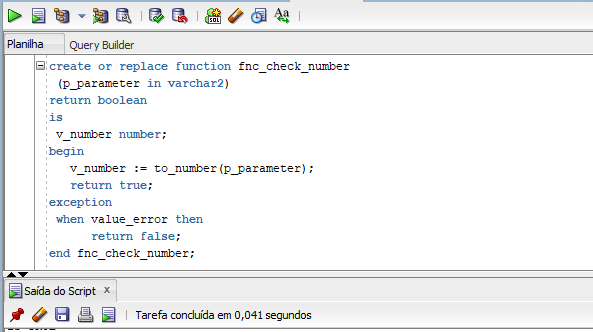 SQL
Aa
Planilha
Query Builder
create or replace function fnc_check_number
(p_parameter in varchar2)
return boolean
is
v_number number;
begin
v_number := to_number(p_parameter);
return true;
exception
when value_error then
return false;
end fnc_check_number;
Saída do Script x
Tarefa concluída em 0,041 segundos